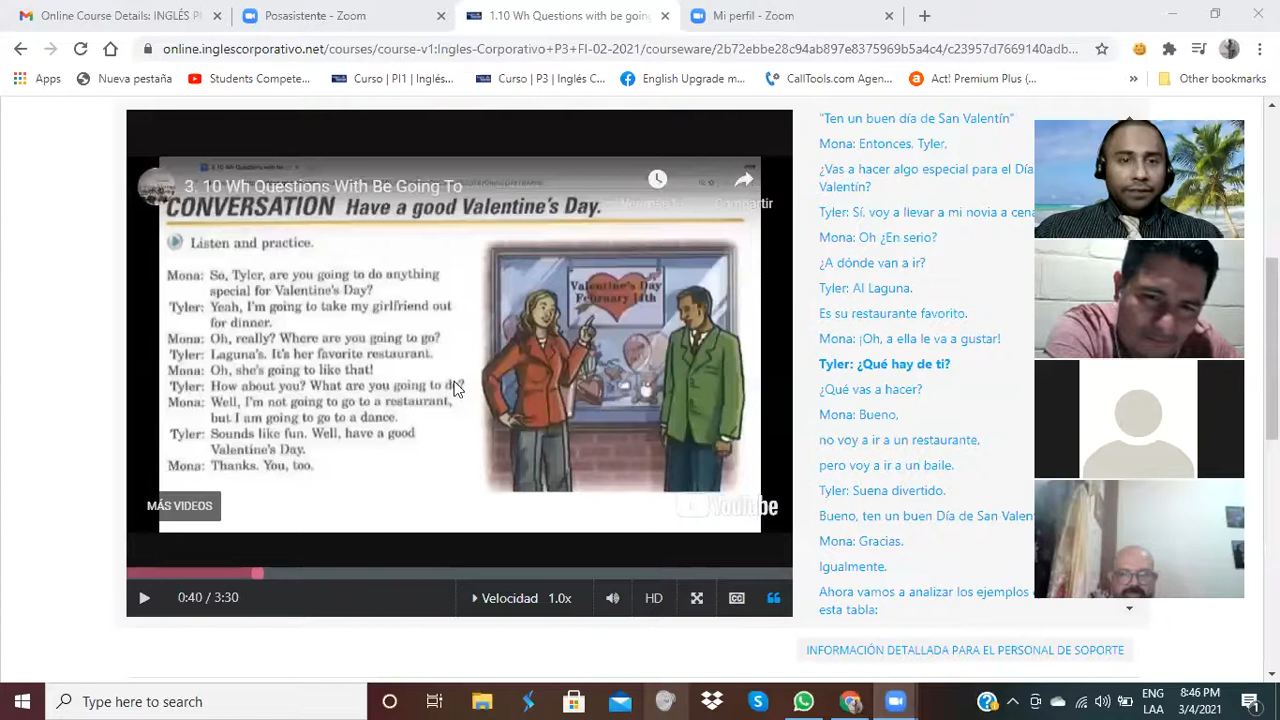 Online Course Details: INGLÉS P
Posasistente - Zoom
1.10 Wh Questions with be going
Mi perfil - Zoom
online.inglescorporativo.net/courses/course-v1:Ingles-Corporativo+P3+FI-02-2021/courseware/2b72ebbe28c94ab897e8375969b5a4c4/c23957d7669140adb...
Apps
Nueva pestaña
Students Compete...
Curso | PI1 | Inglés...
Curso | P3 | Inglés C...
English Upgrade m...
CallTools.com Agen...
Act! Premium Plus (...
»
Other bookmarks
3. 10 Wh Questions With Be Going To
Compartir
CONVERSATION Have a good Valentine's Day.
Listen and practice.
Mona: So, Tyler, are you going to do anything
special for Valentine's Day?
Tyler: Yeah, I'm going to take my girlfriend out
for dinner.
Mona: Oh, really? Where are you going to go?
Tyler: Laguna's. It's her favorite restaurant.
Mona: Oh, she's going to like that!
Tyler: How about you? What are you going to do?
Mona: Well, I'm not going to go to a restaurant,
but I am going to go to a dance.
Tyler: Sounds like fun. Well, have a good
Valentine's Day.
Mona: Thanks. You, too.
Valentine's Day
February 14th
MÁS VIDEOS
YouTube
0:40 / 3:30
Velocidad 1.0x
HD
"Ten un buen día de San Valentín"
Mona: Entonces, Tyler,
¿Vas a hacer algo especial para el Día
Valentín?
Tyler: Sí, voy a llevar a mi novia a cena
Mona: Oh ¿En serio?
¿A dónde van a ir?
Tyler: Al Laguna.
Es su restaurante favorito.
Mona: ¡Oh, a ella le va a gustar!
Tyler: ¿Qué hay de ti?
¿Qué vas a hacer?
Mona: Bueno,
no voy a ir a un restaurante,
pero voy a ir a un baile.
Tyler: Suena divertido.
Bueno, ten un buen Día de San Valen
Mona: Gracias.
Igualmente.
Ahora vamos a analizar los ejemplos
esta tabla:
INFORMACIÓN DETALLADA PARA EL PERSONAL DE SOPORTE
Type here to search
ENG
LAA
8:46 PM
3/4/2021